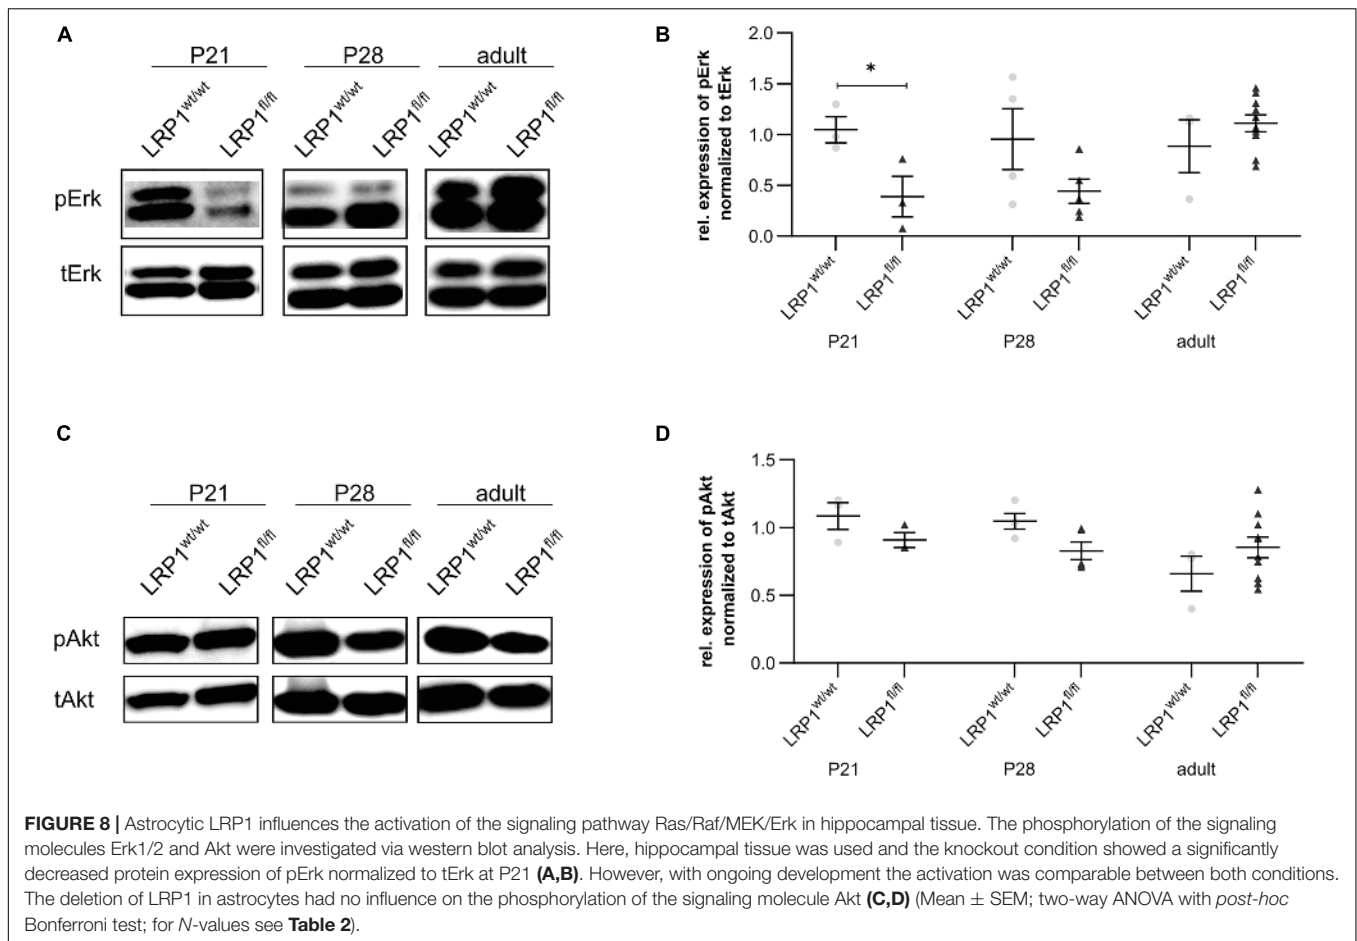 A
P21
P28
adult
LRP1wt/wt
LRP1fl/fl
LRP1wt/wt
LRP1fl/fl
LRP1wt/wt
LRP1fl/fl
pErk
tErk
B
rel. expression of pErk
normalized to tErk
2.0
1.5
1.0
0.5
0.0
*
LRP1wt/wt
LRP1fl/fl
LRP1wt/wt
LRP1fl/fl
LRP1wt/wt
LRP1fl/fl
P21
P28
adult
C
P21
P28
adult
LRP1wt/wt
LRP1fl/fl
LRP1wt/wt
LRP1fl/fl
LRP1wt/wt
LRP1fl/fl
pAkt
tAkt
D
rel. expression of pAkt
normalized to tAkt
1.5
1.0
0.5
0.0
LRP1wt/wt
LRP1fl/fl
LRP1wt/wt
LRP1fl/fl
LRP1wt/wt
LRP1fl/fl
P21
P28
adult
FIGURE 8 | Astrocytic LRP1 influences the activation of the signaling pathway Ras/Raf/MEK/Erk in hippocampal tissue. The phosphorylation of the signaling
molecules Erk1/2 and Akt were investigated via western blot analysis. Here, hippocampal tissue was used and the knockout condition showed a significantly
decreased protein expression of pErk normalized to tErk at P21 (A,B). However, with ongoing development the activation was comparable between both conditions.
The deletion of LRP1 in astrocytes had no influence on the phosphorylation of the signaling molecule Akt (C,D) (Mean ± SEM; two-way ANOVA with post-hoc
Bonferroni test; for N-values see Table 2).